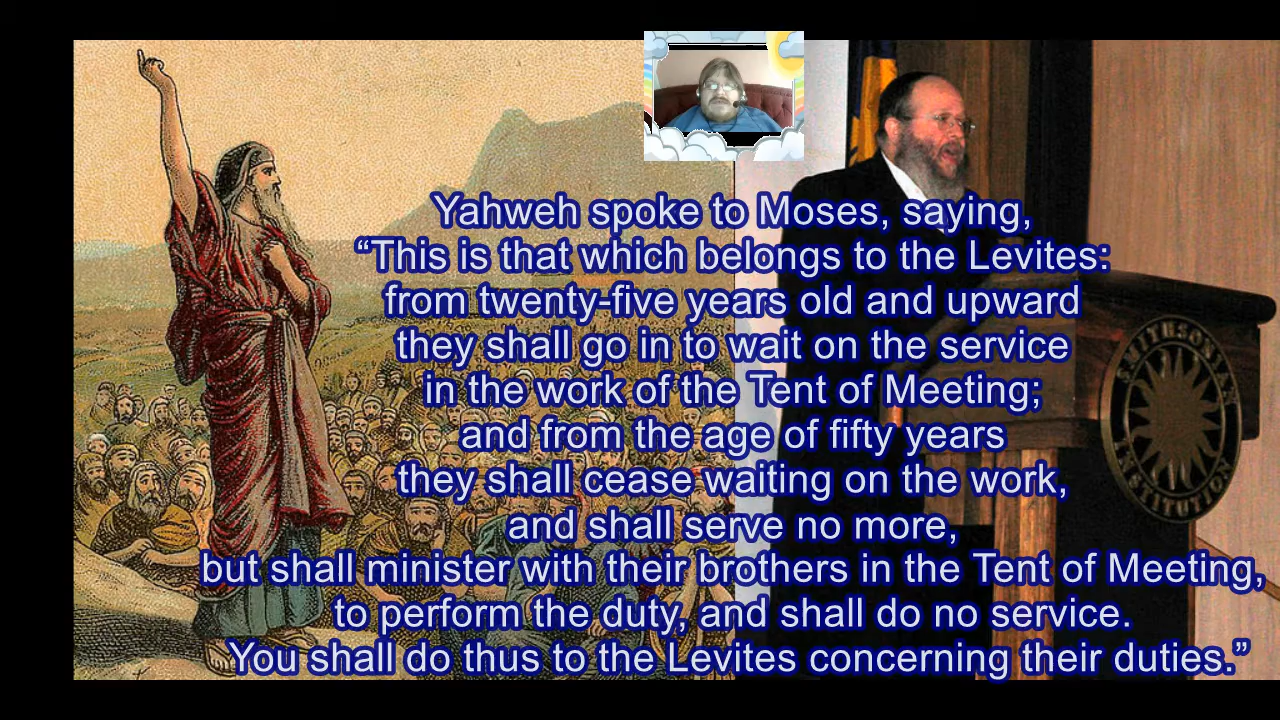 Yahweh spoke to Moses, saying,
“This is that which belongs to the Levites:
from twenty-five years old and upward
they shall go in to wait on the service
in the work of the Tent of Meeting;
and from the age of fifty years
they shall cease waiting on the work,
and shall serve no more,
but shall minister with their brothers in the Tent of Meeting,
to perform the duty, and shall do no service.
You shall do thus to the Levites concerning their duties.”
SMITHSONIAN
INSTITUTION